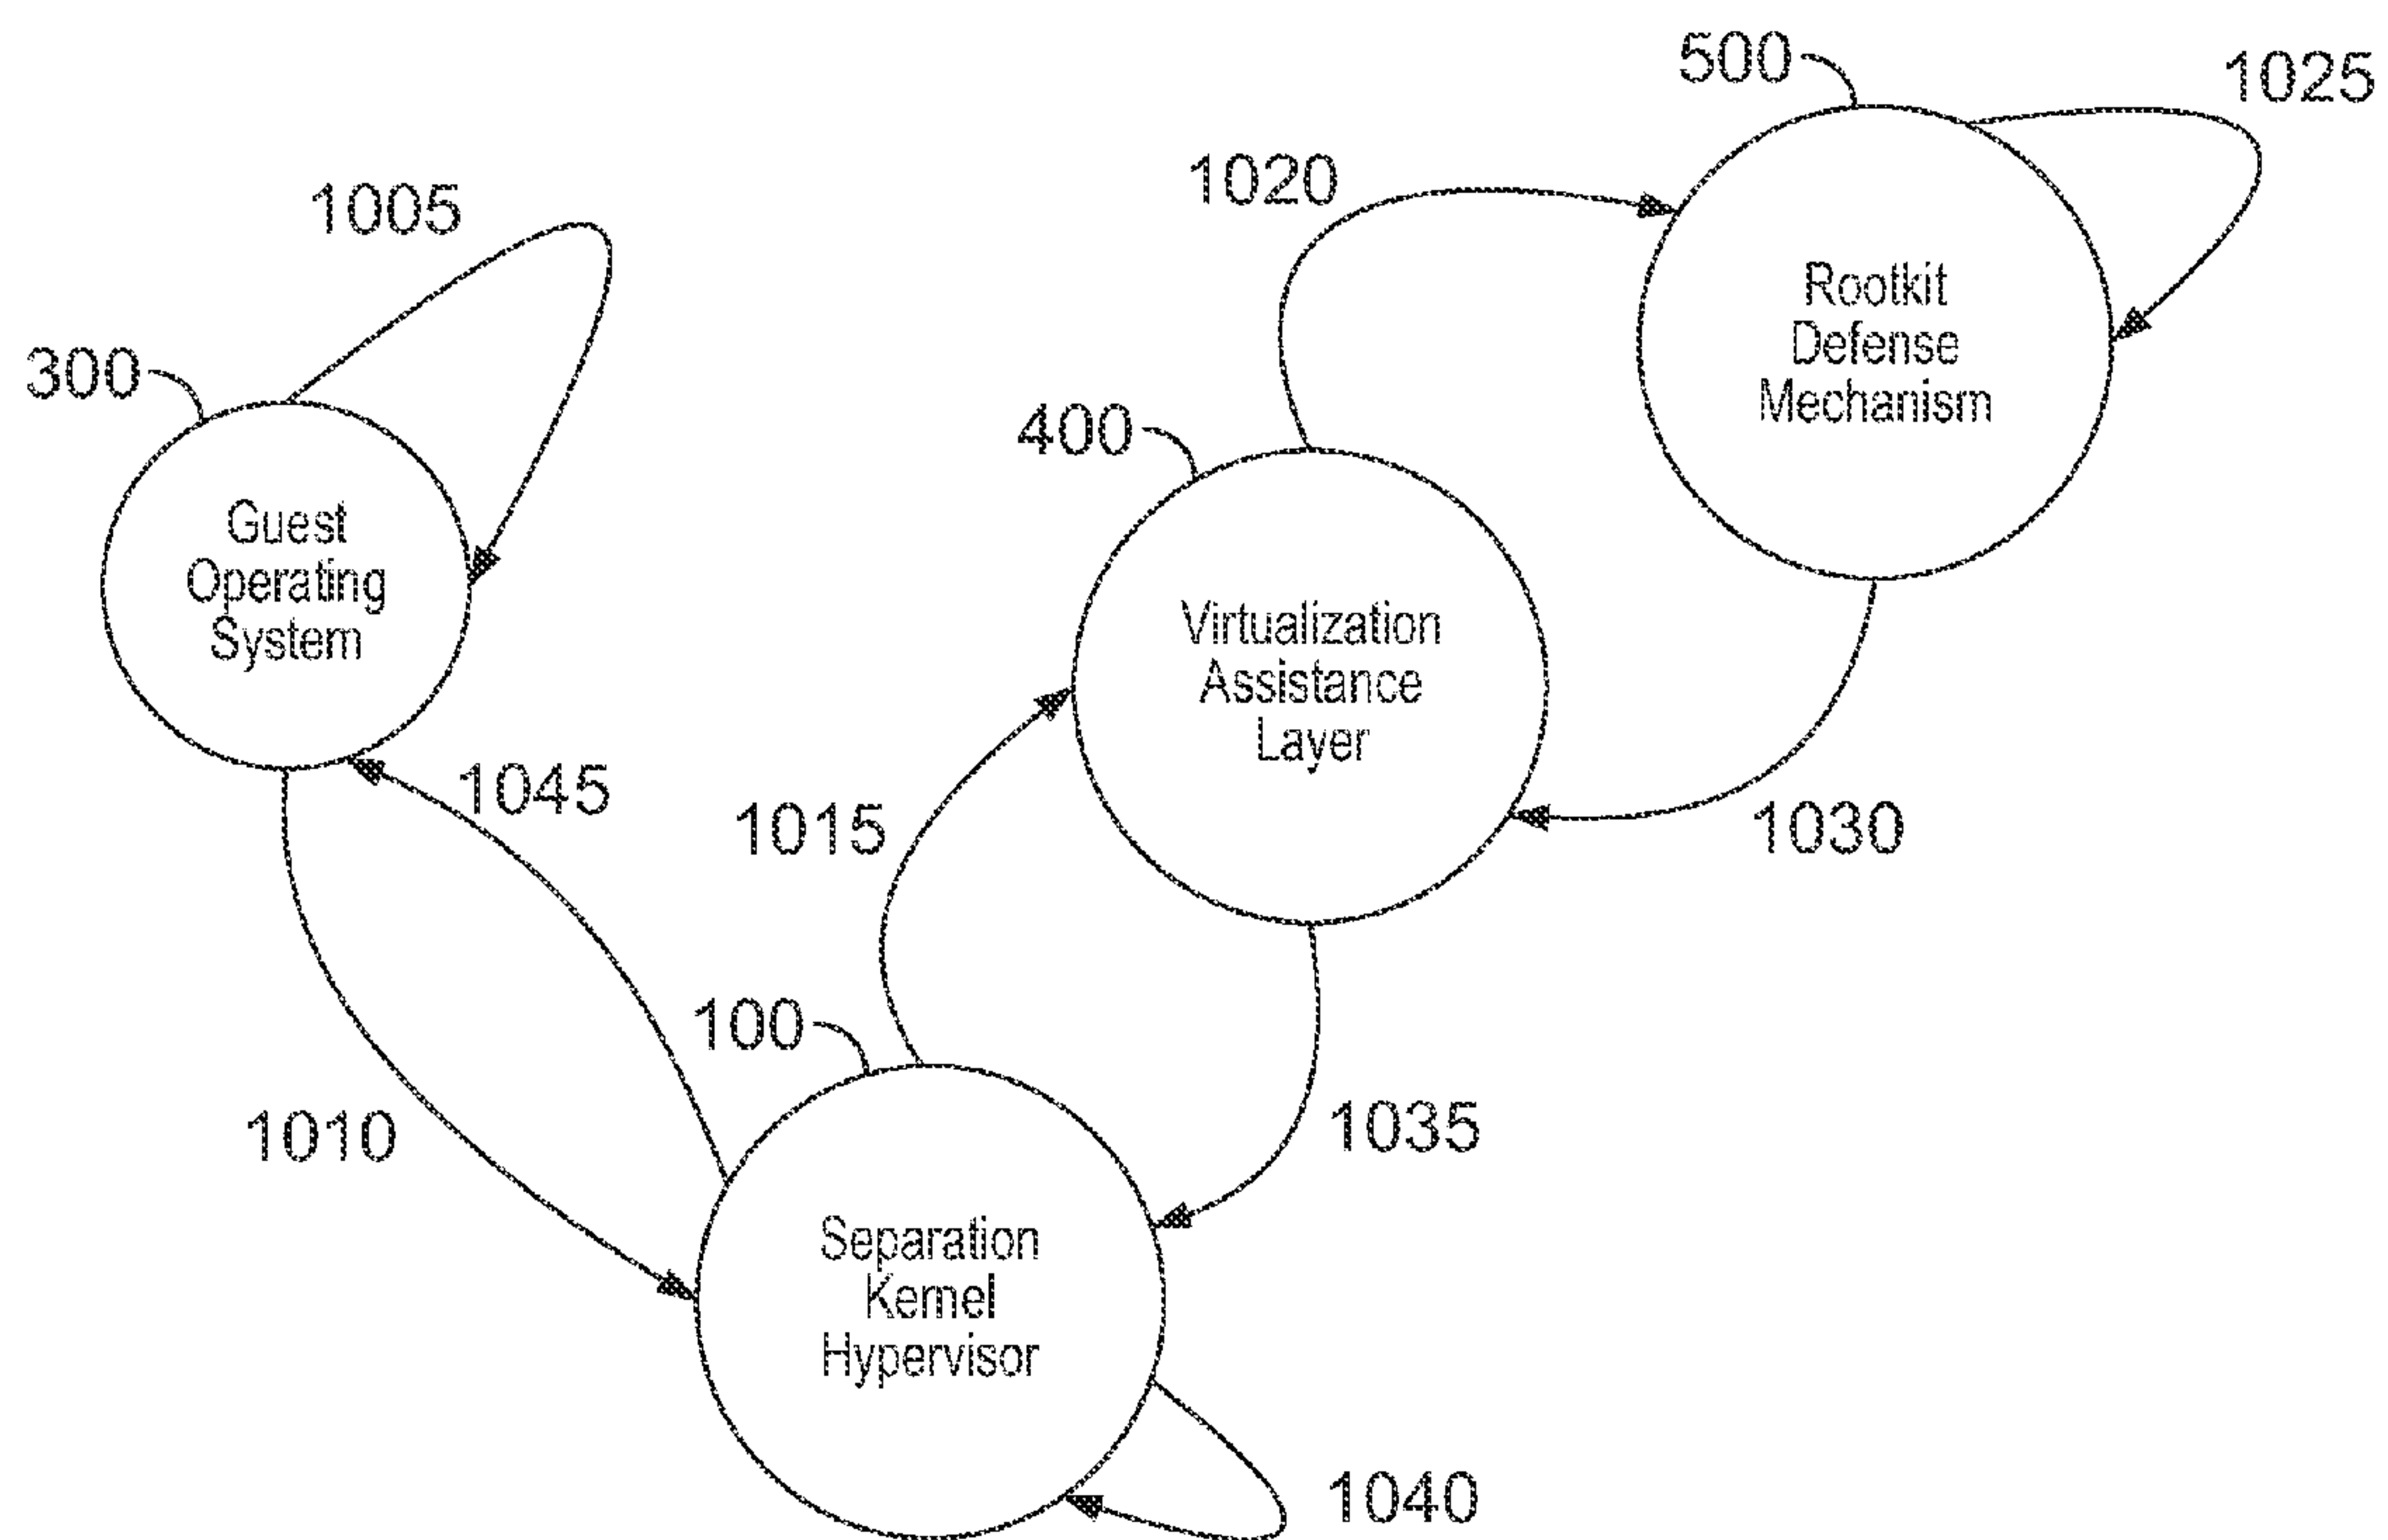 500
1025
1020
1005
Rootkit
Defense
Mechanism
300
400
Guest
Operating
System
Virtualization
Assistance
Layer
1045
1015
1030
100
1010
1035
Separation
Kernel
Hypervisor
1040